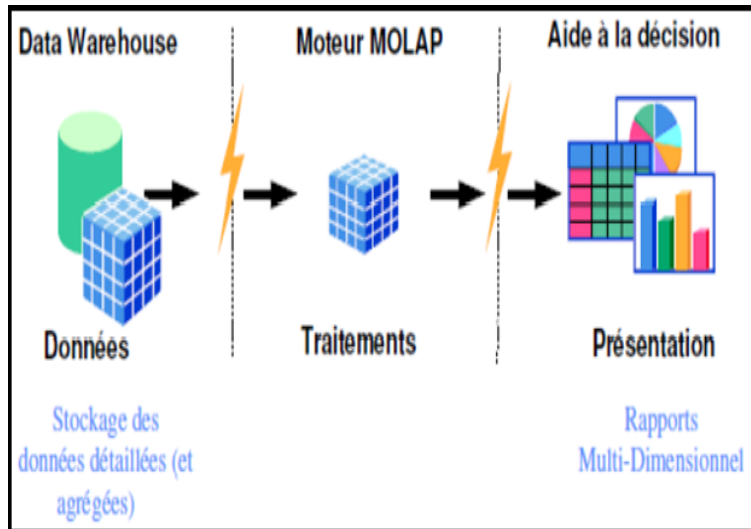 Data Warehouse
Moteur MOLAP
Aide à la décision
Données
Traitements
Présentation
Stockage des
données détaillées (et
agrégées)
Rapports
Multi-Dimensionnel